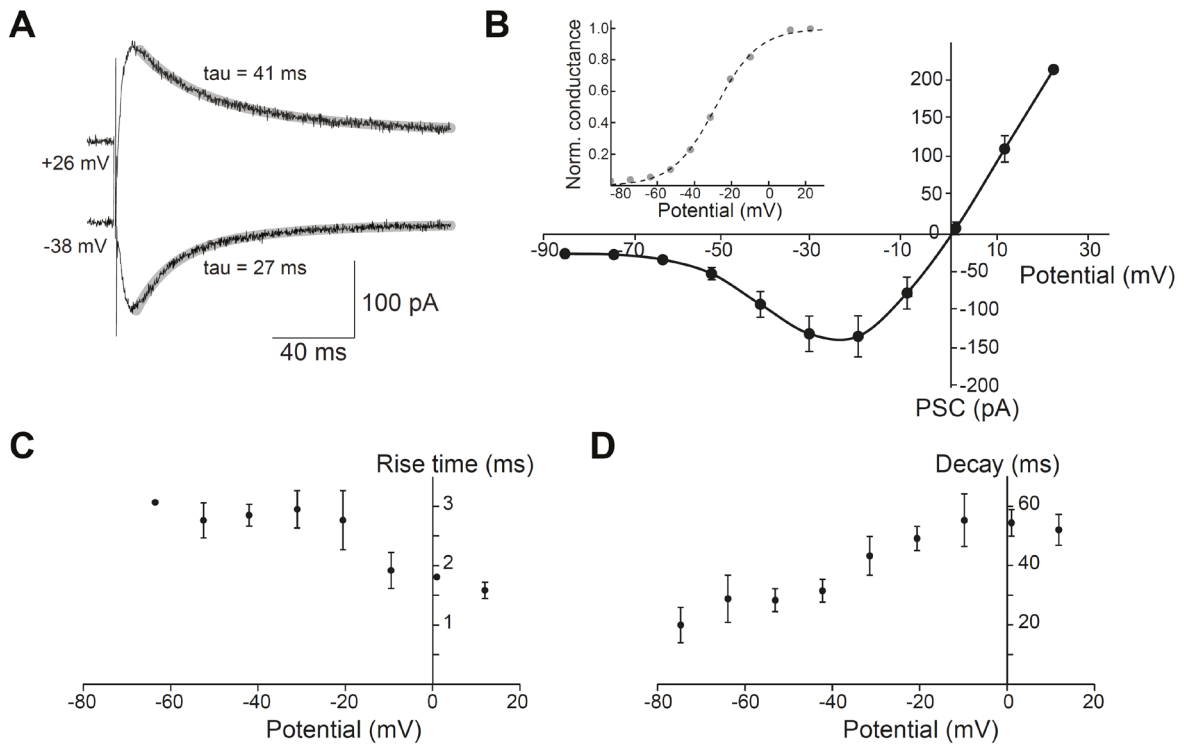 A
tau = 41 ms
+26 mV
-38 mV
tau = 27 ms
100 pA
40 ms
B
Norm. conductance
1.0
0.8
0.6
0.4
0.2
-80 -60 -40 -20 0 20
Potential (mV)
200
150
100
50
0
-90 -70 -50 -30 -10 10 30
Potential (mV)
-50
-100
-150
-200
PSC (pA)
C
Rise time (ms)
3
2
1
-80 -60 -40 -20 0 20
Potential (mV)
D
Decay (ms)
60
40
20
-80 -60 -40 -20 0 20
Potential (mV)